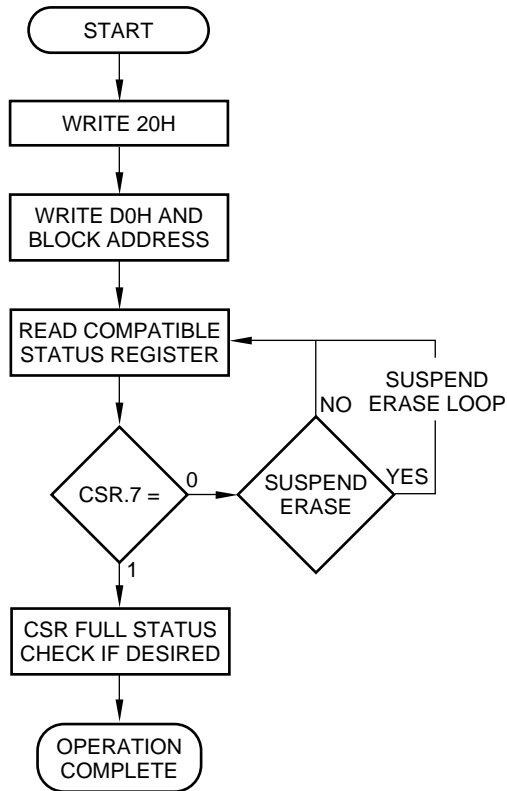 START
WRITE 20H
WRITE D0H AND
BLOCK ADDRESS
READ COMPATIBLE
STATUS REGISTER
SUSPEND
ERASE LOOP
NO
CSR.7 =
0
SUSPEND
ERASE
YES
1
CSR FULL STATUS
CHECK IF DESIRED
OPERATION
COMPLETE